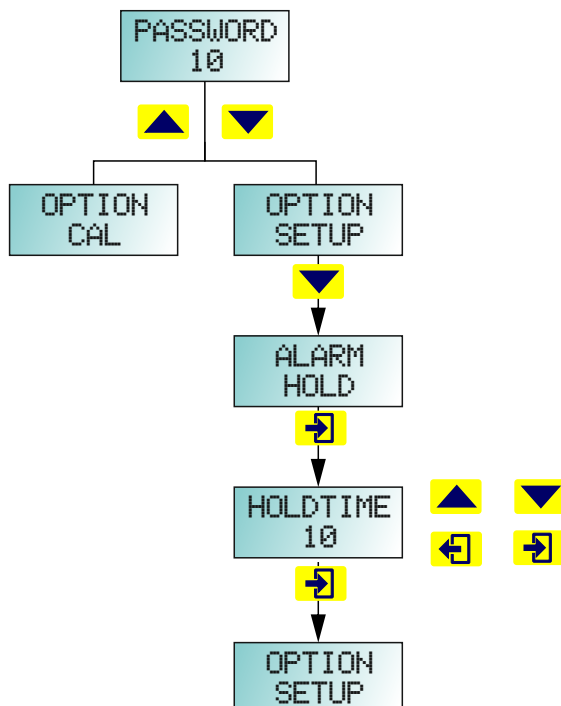 PASSWORD
10
OPTION
CAL
OPTION
SETUP
ALARM
HOLD
HOLDTIME
10
OPTION
SETUP